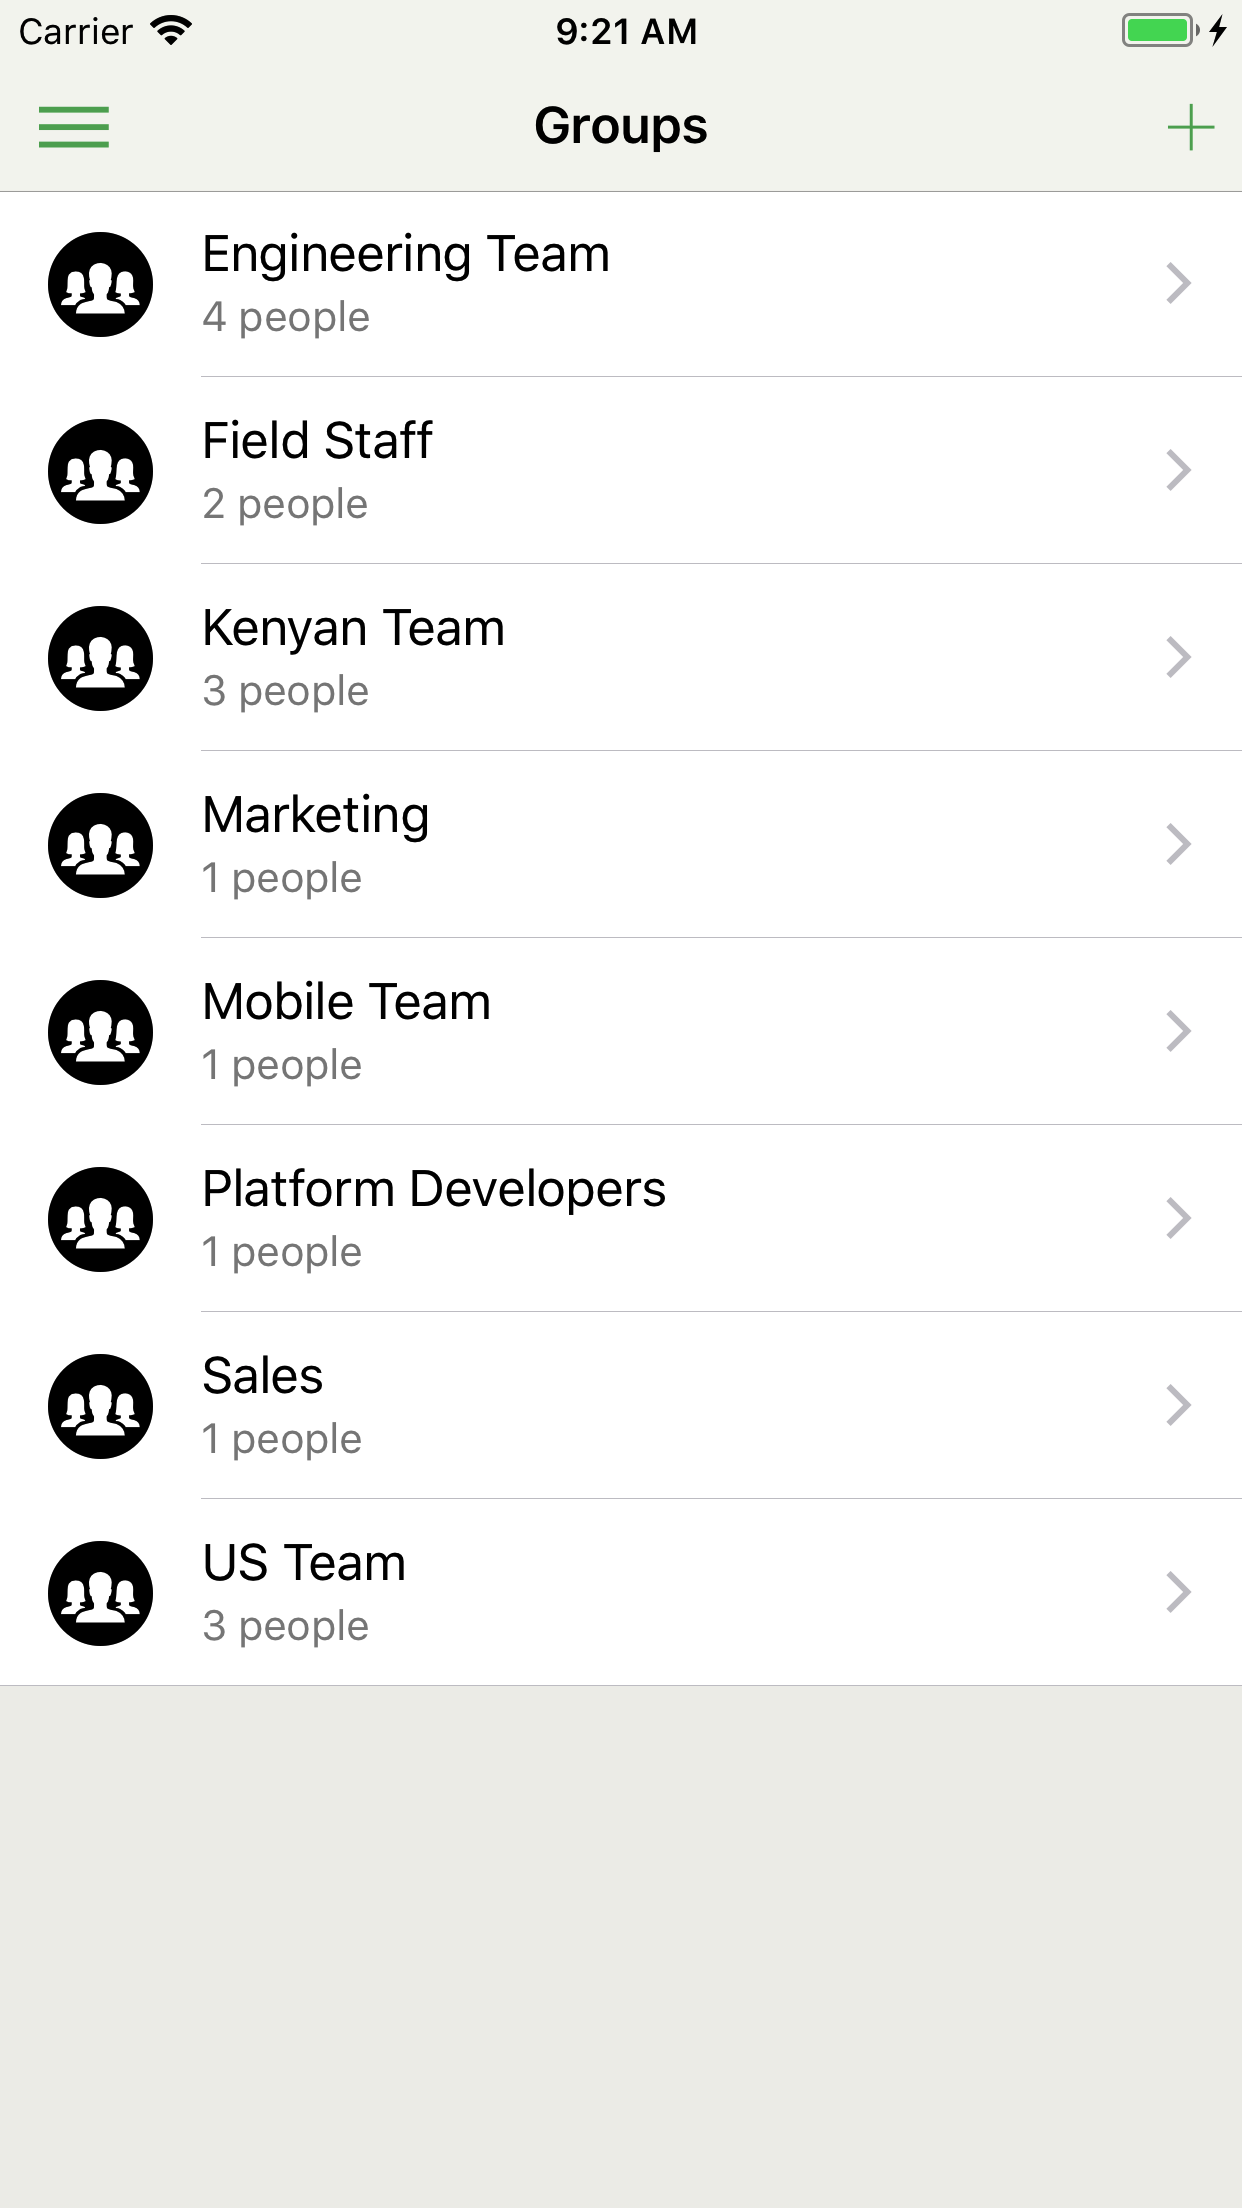 Carrier 9:21 AM
Groups
Engineering Team
4 people
Field Staff
2 people
Kenyan Team
3 people
Marketing
1 people
Mobile Team
1 people
Platform Developers
1 people
Sales
1 people
US Team
3 people